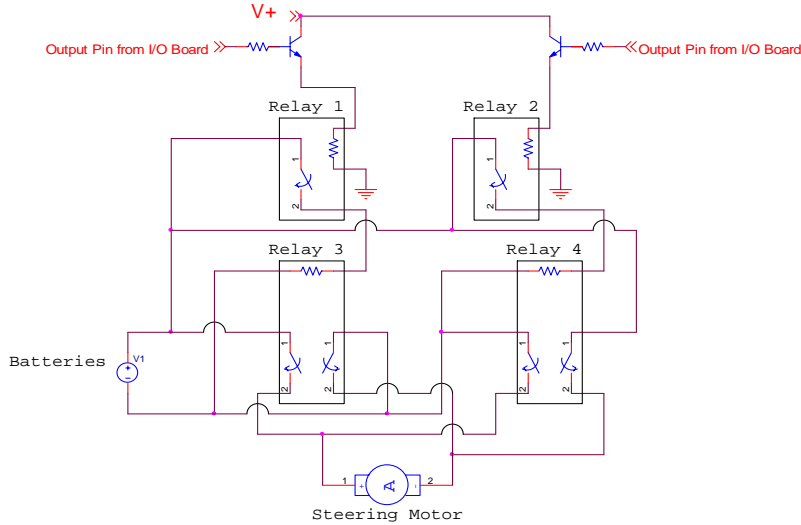 V+
Output Pin from I/O Board
Output Pin from I/O Board
Relay 1
Relay 2
1
1
2
2
Relay 3
Relay 4
1
1
1
1
V1
Batteries
2
2
2
2
1
+
A
-
2
Steering Motor